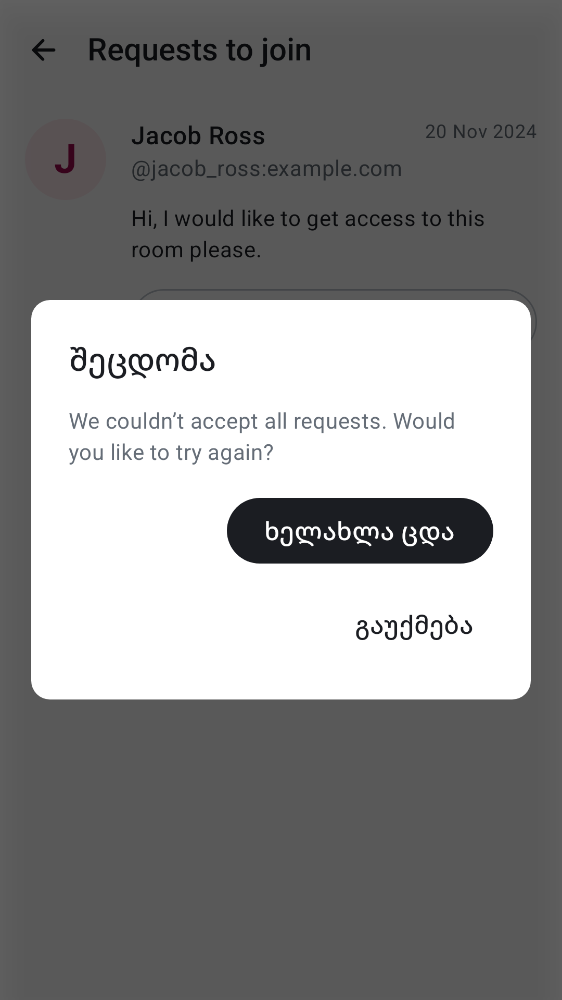 Requests to join
J
Jacob Ross
20 Nov 2024
@jacob_ross:example.com
Hi, I would like to get access to this
room please.
შეცდომა
We couldn’t accept all requests. Would
you like to try again?
ხელახლა ცდა
გაუქმება